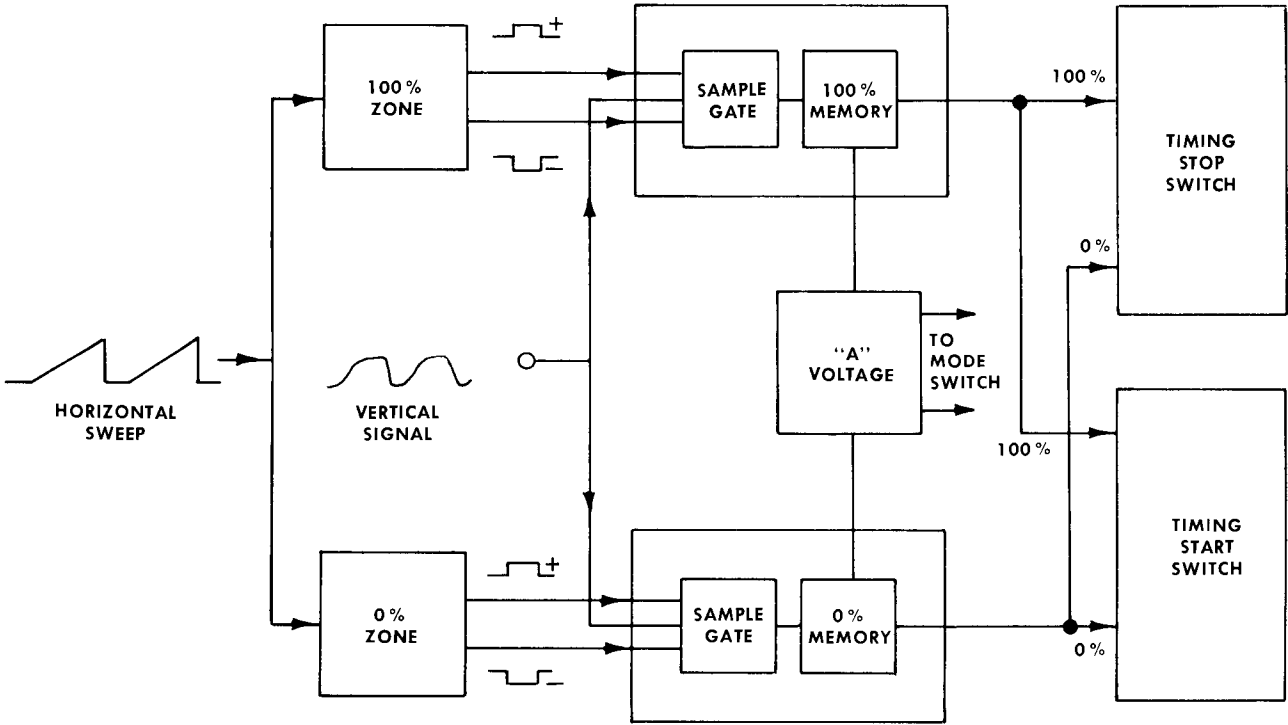 +
100 %
ZONE
−
SAMPLE
GATE
100 %
MEMORY
100 %
0 %
TIMING
STOP
SWITCH
HORIZONTAL
SWEEP
VERTICAL
SIGNAL
"A"
VOLTAGE
TO
MODE
SWITCH
100 %
+
0 %
ZONE
−
SAMPLE
GATE
0 %
MEMORY
0 %
TIMING
START
SWITCH